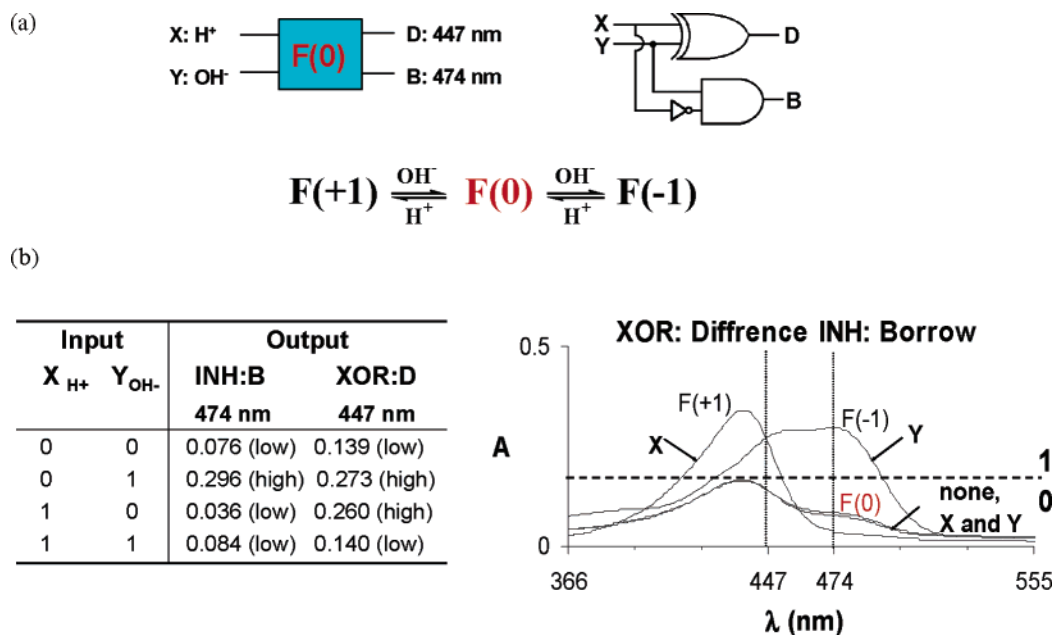 (a)
X: H⁺
Y: OH⁻
F(0)
D: 447 nm
B: 474 nm
X
Y
D
B
F(+1) OH⁻ H⁺ F(0) OH⁻ H⁺ F(-1)
(b)
Input Output
X H+ Y OH- INH:B XOR:D
474 nm 447 nm
0 0 0.076 (low) 0.139 (low)
0 1 0.296 (high) 0.273 (high)
1 0 0.036 (low) 0.260 (high)
1 1 0.084 (low) 0.140 (low)
XOR: Diffrence INH: Borrow
0.5
F(+1)
F(-1)
X
Y
A
1
0
F(0)
none,
X and Y
0
366 447 474 555
λ (nm)